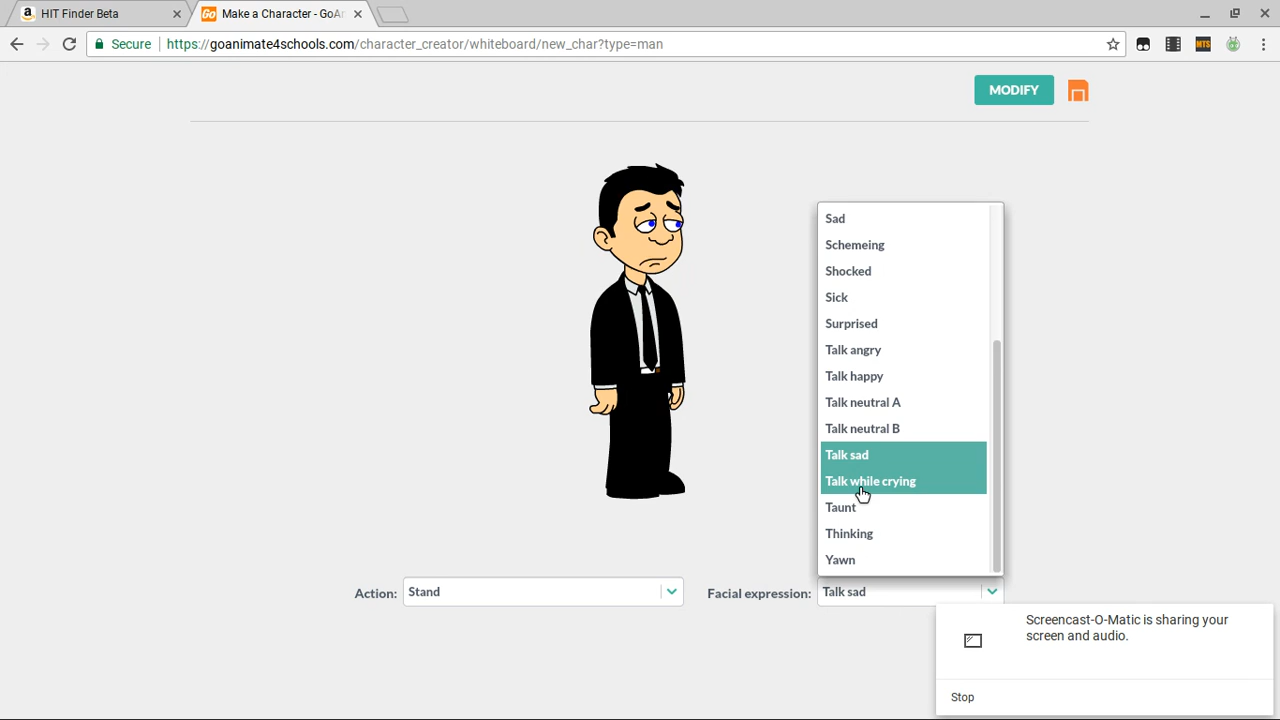 HIT Finder Beta
Go Make a Character - GoAr
Secure https://goanimate4schools.com/character_creator/whiteboard/new_char?type=man
MTS
MODIFY
Sad
Schemeing
Shocked
Sick
Surprised
Talk angry
Talk happy
Talk neutral A
Talk neutral B
Talk sad
Talk while crying
Taunt
Thinking
Yawn
Action: Stand
Facial expression: Talk sad
Screencast-O-Matic is sharing your
screen and audio.
Stop